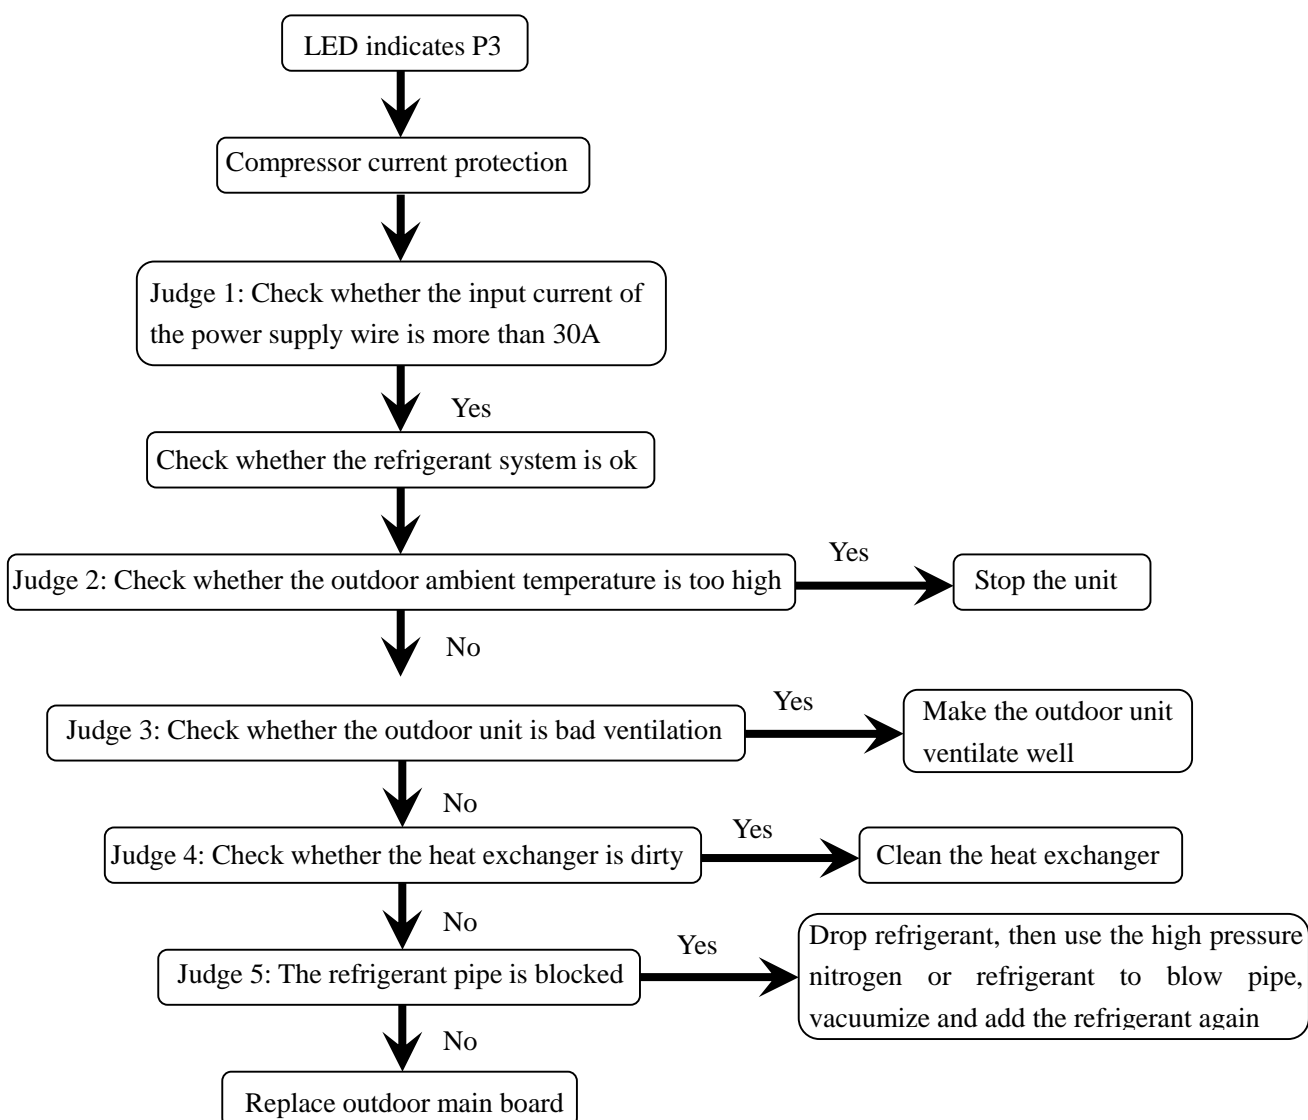 LED indicates P3
Compressor current protection
Judge 1: Check whether the input current of
the power supply wire is more than 30A
Yes
Check whether the refrigerant system is ok
Judge 2: Check whether the outdoor ambient temperature is too high
Yes
Stop the unit
No
Judge 3: Check whether the outdoor unit is bad ventilation
Yes
Make the outdoor unit
ventilate well
No
Judge 4: Check whether the heat exchanger is dirty
Yes
Clean the heat exchanger
No
Judge 5: The refrigerant pipe is blocked
Yes
Drop refrigerant, then use the high pressure
nitrogen or refrigerant to blow pipe,
vacuumize and add the refrigerant again
No
Replace outdoor main board